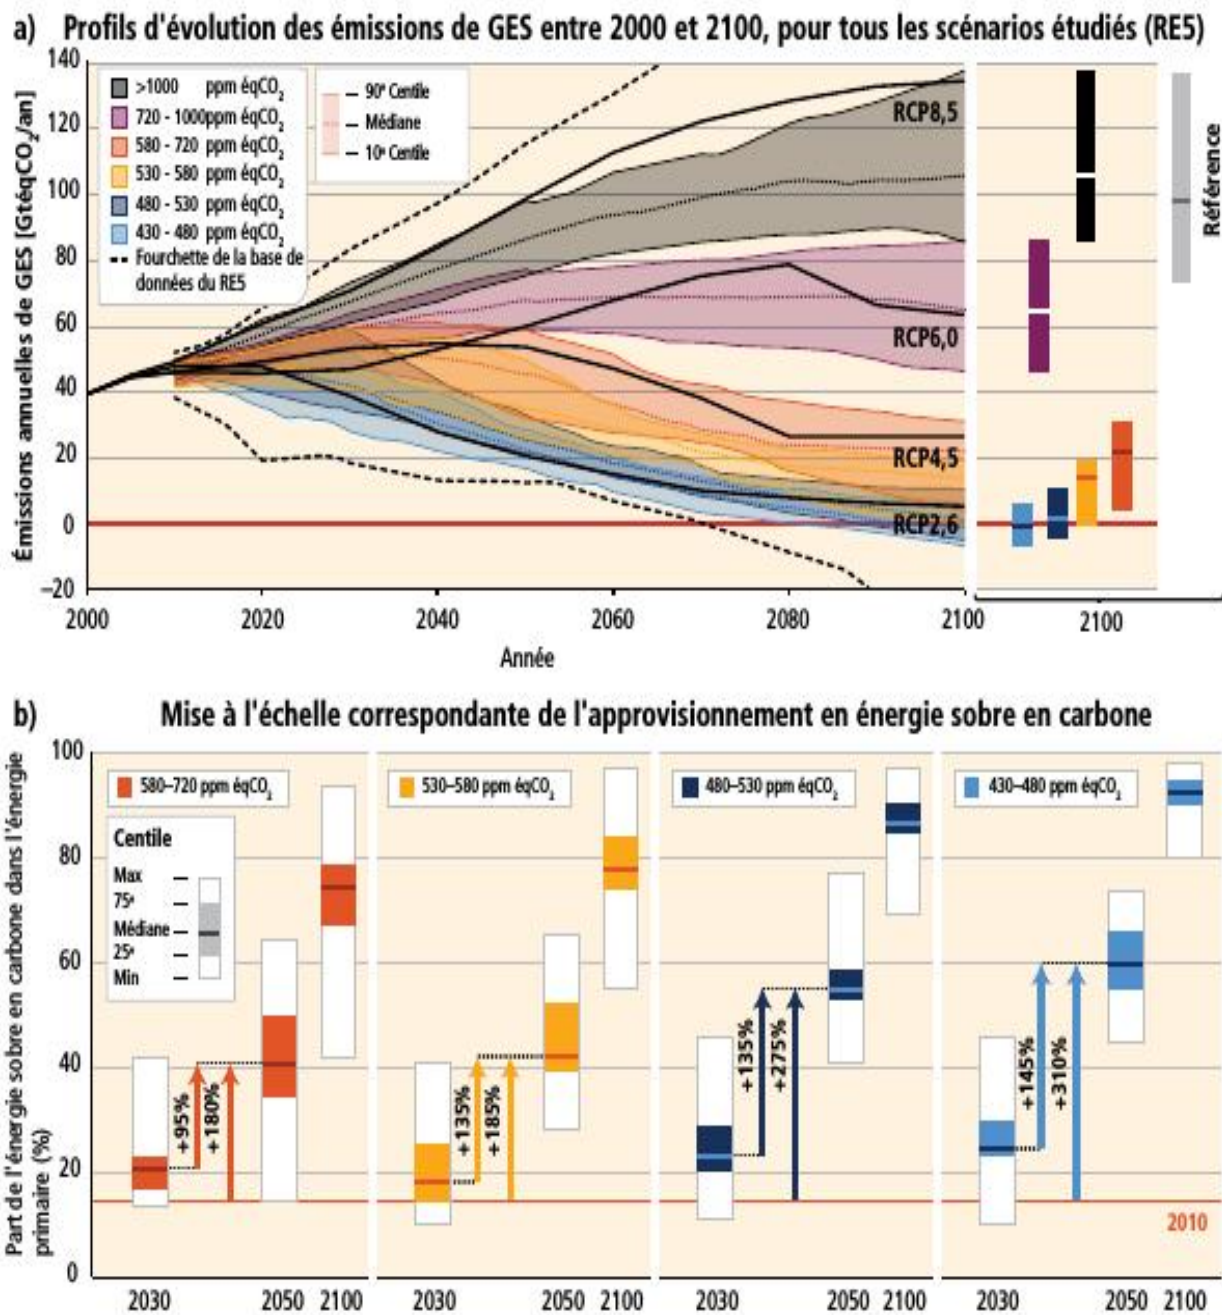 a) Profils d'évolution des émissions de GES entre 2000 et 2100, pour tous les scénarios étudiés (RE5)
Émissions annuelles de GES [GtéqCO2/an]
140
120
100
80
60
40
20
0
–20
>1000 ppm éqCO2
720 - 1000ppm éqCO2
580 - 720 ppm éqCO2
530 - 580 ppm éqCO2
480 - 530 ppm éqCO2
430 - 480 ppm éqCO2
Fourchette de la base de
données du RE5
90e Centile
Médiane
10e Centile
RCP8,5
RCP6,0
RCP4,5
RCP2,6
Référence
2000 2020 2040 2060 2080 2100 2100
Année
b) Mise à l'échelle correspondante de l'approvisionnement en énergie sobre en carbone
Part de l'énergie sobre en carbone dans l'énergie
primaire (%)
100
80
60
40
20
0
580–720 ppm éqCO2
530–580 ppm éqCO2
480–530 ppm éqCO2
430–480 ppm éqCO2
Centile
Max
75e
Médiane
25e
Min
+95%
+180%
+135%
+185%
+135%
+275%
+145%
+310%
2010
2030 2050 2100 2030 2050 2100 2030 2050 2100 2030 2050 2100